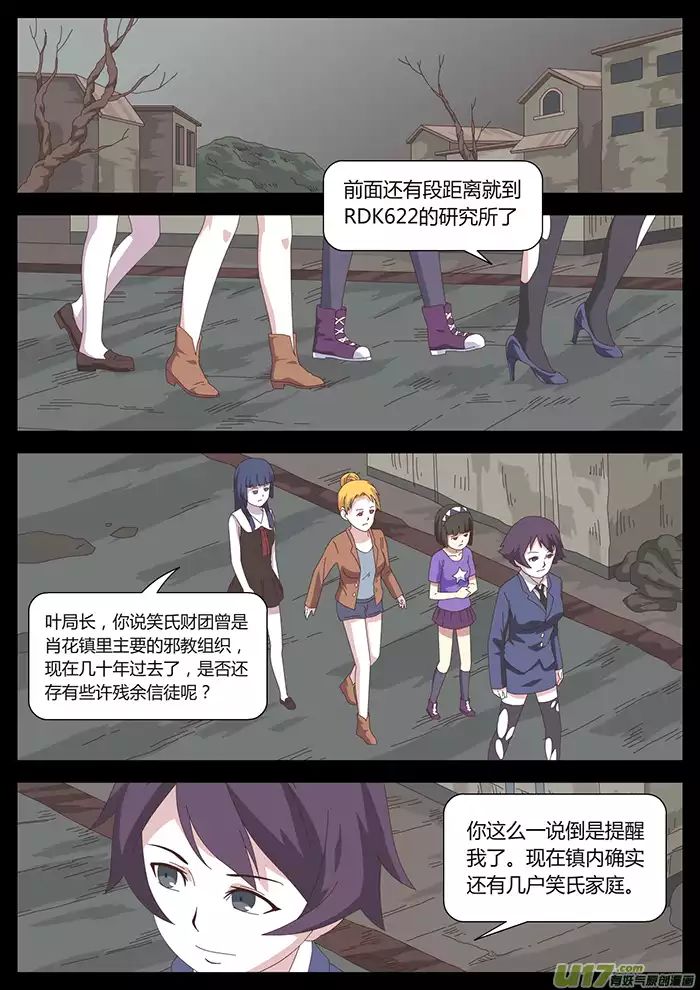 前面还有段距离就到
RDK622的研究所了
叶局长，你说笑氏财团曾是
肖花镇里主要的邪教组织，
现在几十年过去了，是否还
存有些许残余信徒呢？
你这么一说倒是提醒
我了。现在镇内确实
还有几户笑氏家庭。
U17.com
有妖气原创漫画